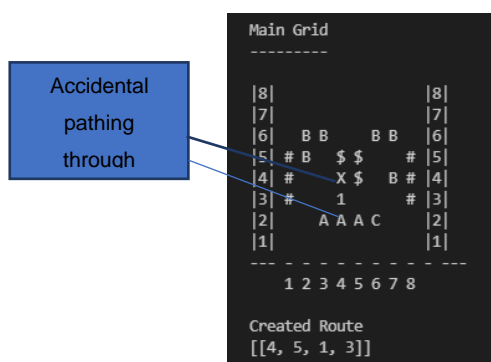 Main Grid
---------
Accidental
pathing
through
|8|                 |8|
|7|                 |7|
|6|   B B     B B   |6|
|5| # B   $ $     # |5|
|4| #     X $   B # |4|
|3| #     1       # |3|
|2|     A A A C     |2|
|1|                 |1|
--- - - - - - - - - ---
    1 2 3 4 5 6 7 8
Created Route
[[4, 5, 1, 3]]